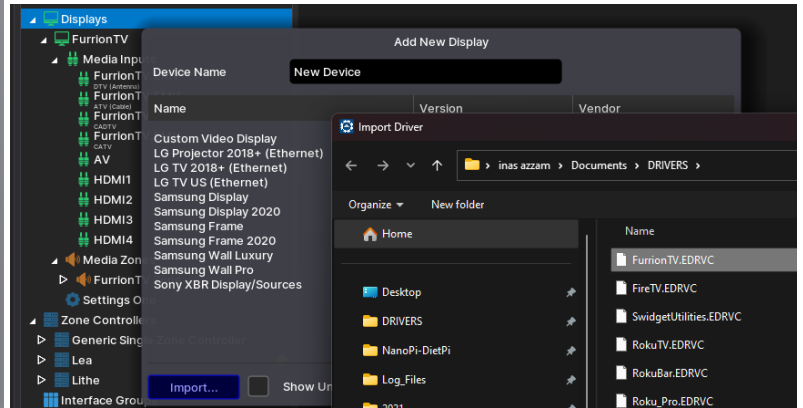 Displays
FurrionTV
Media Inpu
FurrionT
DTV (Antenna)
FurrionT
ATV (Cable)
FurrionT
CADTV
FurrionT
CATV
AV
HDMI1
HDMI2
HDMI3
HDMI4
Media Zone
FurrionT
Settings Op
Zone Controlle
Generic Single Zone Controller
Lea
Lithe
Interface Grou
Add New Display
Device Name
New Device
Name Version Vendor
Custom Video Display
LG Projector 2018+ (Ethernet)
LG TV 2018+ (Ethernet)
LG TV US (Ethernet)
Samsung Display
Samsung Display 2020
Samsung Frame
Samsung Frame 2020
Samsung Wall Luxury
Samsung Wall Pro
Sony XBR Display/Sources
Import...
Show Un
Import Driver
inas azzam › Documents › DRIVERS ›
Organize New folder
Home
Desktop
DRIVERS
NanoPi-DietPi
Log_Files
2021
Name
FurrionTV.EDRVC
FireTV.EDRVC
SwidgetUtilities.EDRVC
RokuTV.EDRVC
RokuBar.EDRVC
Roku_Pro.EDRVC